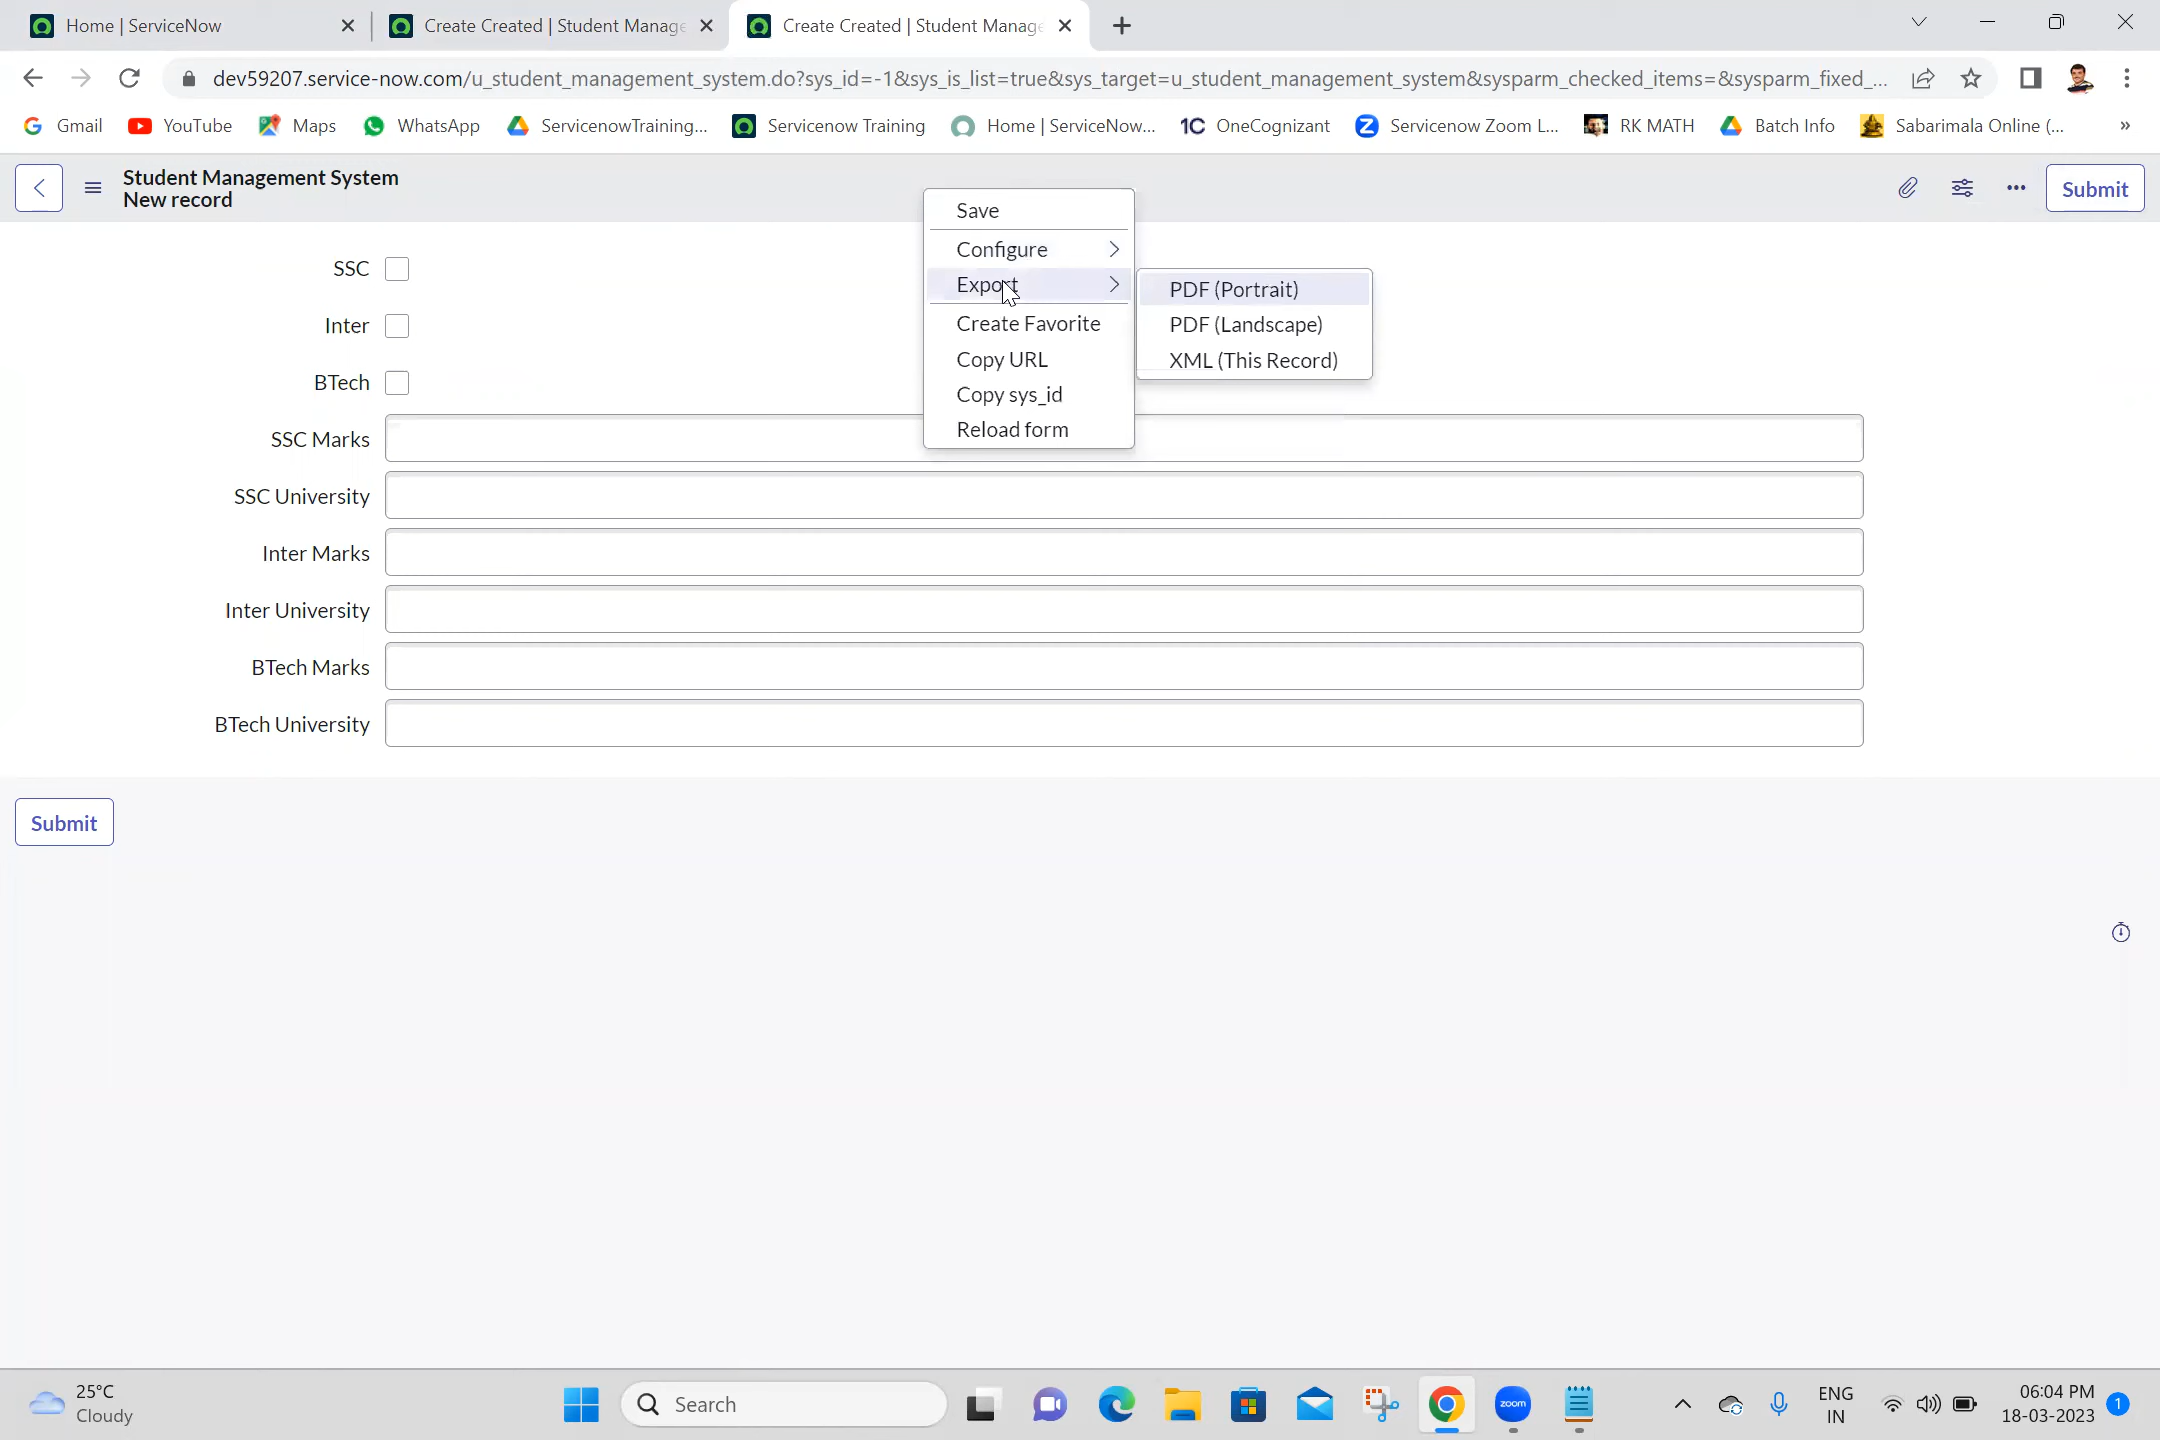 Home | ServiceNow
Create Created | Student Manage
Create Created | Student Manage
dev59207.service-now.com/u_student_management_system.do?sys_id=-1&sys_is_list=true&sys_target=u_student_management_system&sysparm_checked_items=&sysparm_fixed_...
Gmail
YouTube
Maps
WhatsApp
ServicenowTraining...
Servicenow Training
Home | ServiceNow...
1C OneCognizant
Servicenow Zoom L...
RK MATH
Batch Info
Sabarimala Online (...
»
Student Management System
New record
Submit
Save
Configure
Export
Create Favorite
Copy URL
Copy sys_id
Reload form
PDF (Portrait)
PDF (Landscape)
XML (This Record)
SSC
Inter
BTech
SSC Marks
SSC University
Inter Marks
Inter University
BTech Marks
BTech University
Submit
25°C
Cloudy
Search
zoom
ENG
IN
06:04 PM
18-03-2023
1